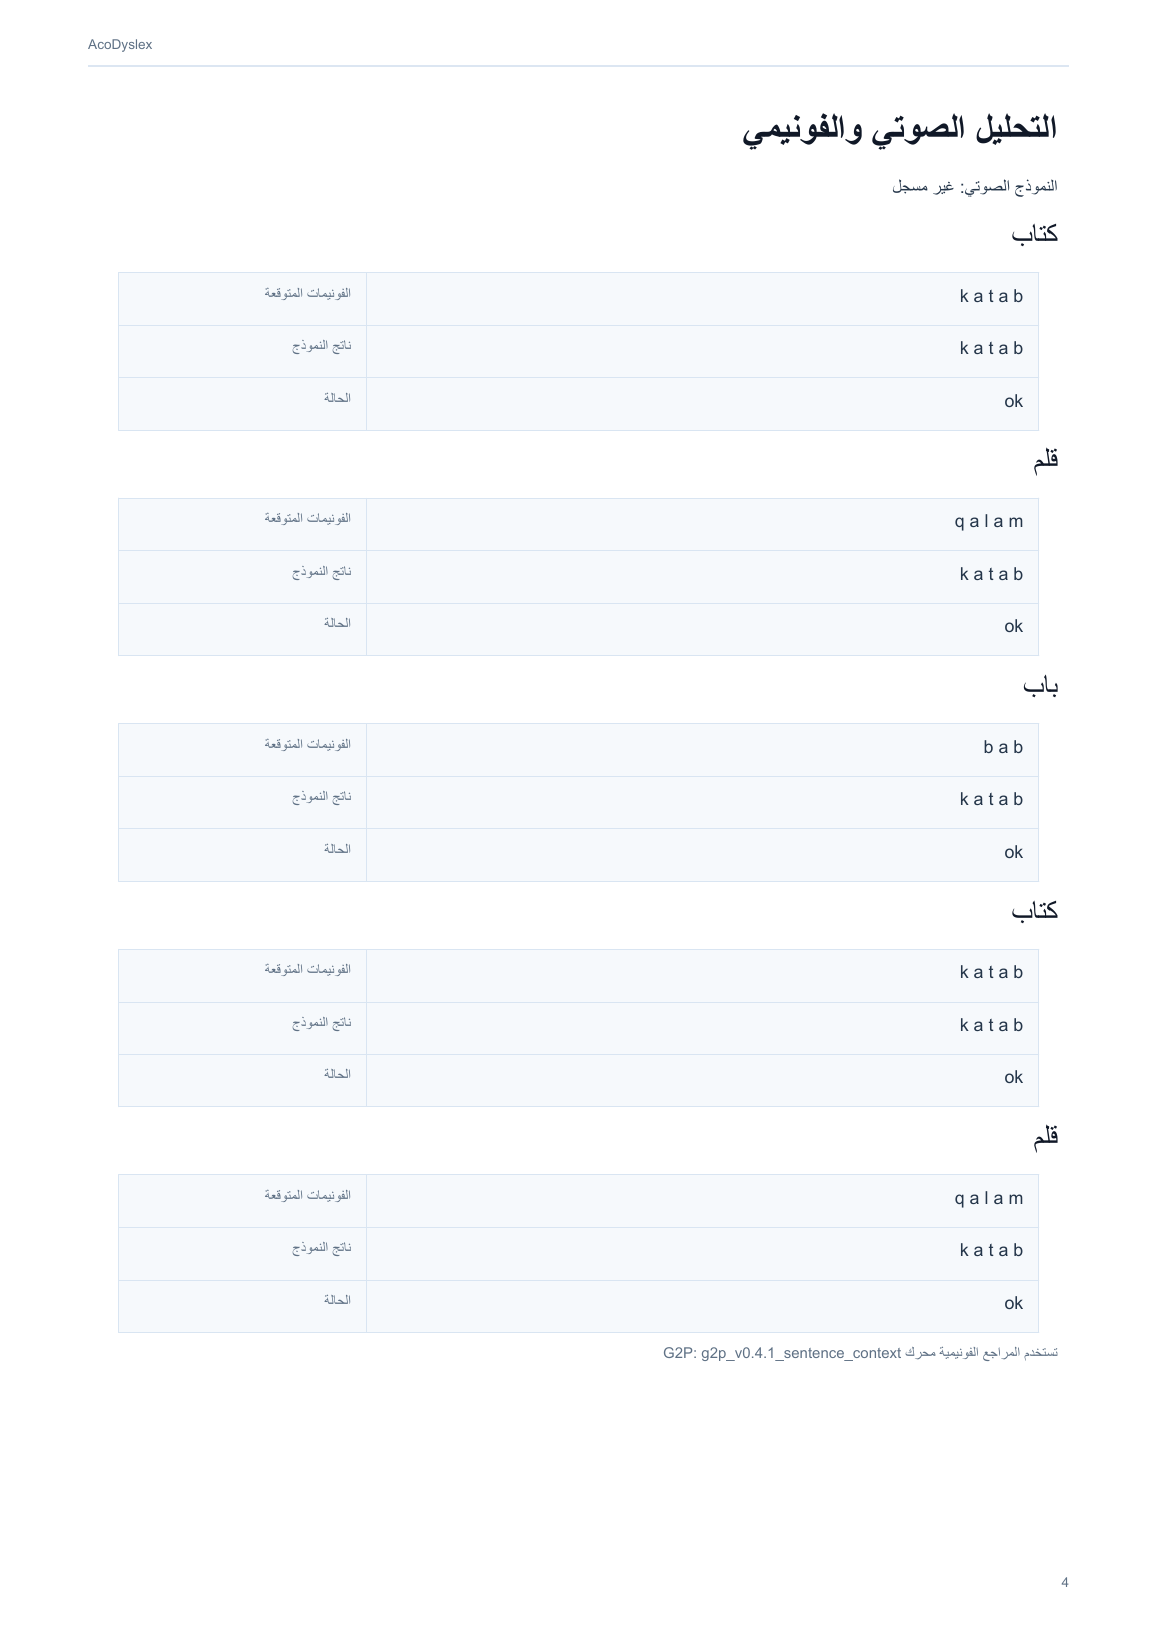 AcoDyslex
التحليل الصوتي والفونيمي
النموذج الصوتي: غير مسجل
كتاب
الفونيمات المتوقعة k a t a b
ناتج النموذج k a t a b
الحالة ok
قلم
الفونيمات المتوقعة q a l a m
ناتج النموذج k a t a b
الحالة ok
باب
الفونيمات المتوقعة b a b
ناتج النموذج k a t a b
الحالة ok
كتاب
الفونيمات المتوقعة k a t a b
ناتج النموذج k a t a b
الحالة ok
قلم
الفونيمات المتوقعة q a l a m
ناتج النموذج k a t a b
الحالة ok
تستخدم المراجع الفونيمية محرك G2P: g2p_v0.4.1_sentence_context
4